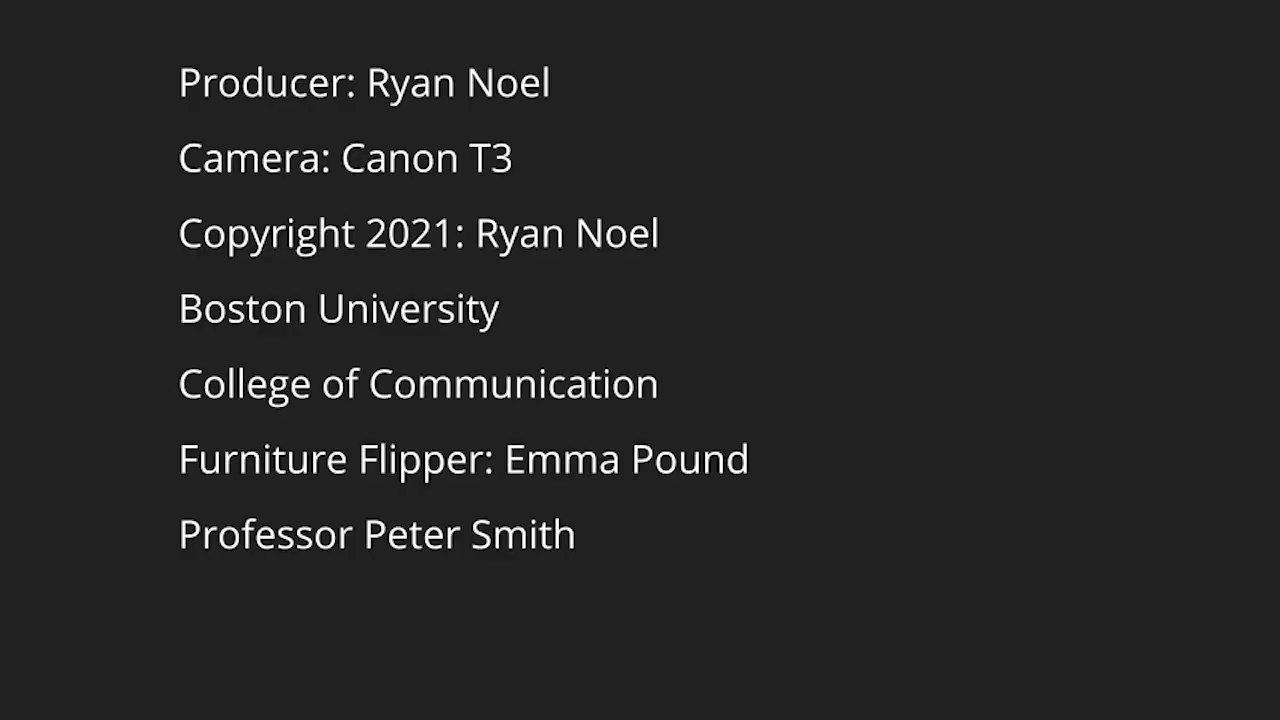 Producer: Ryan Noel
Camera: Canon T3
Copyright 2021: Ryan Noel
Boston University
College of Communication
Furniture Flipper: Emma Pound
Professor Peter Smith